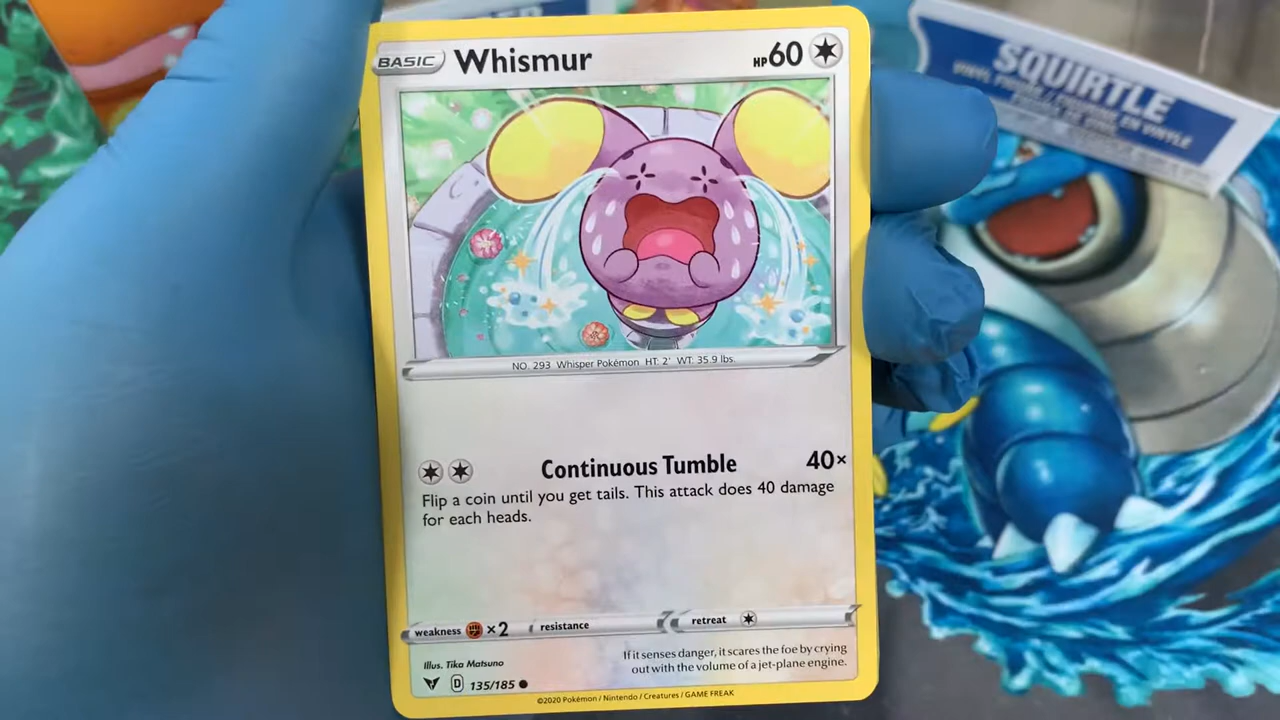 BASIC Whismur HP60
NO. 293 Whisper Pokémon HT: 2' WT: 35.9 lbs.
Continuous Tumble 40×
Flip a coin until you get tails. This attack does 40 damage
for each heads.
weakness ×2 resistance retreat
If it senses danger, it scares the foe by crying
out with the volume of a jet-plane engine.
Illus. Tika Matsuno
D 135/185
©2020 Pokémon / Nintendo / Creatures / GAME FREAK
SQUIRTLE
EN VINYLE